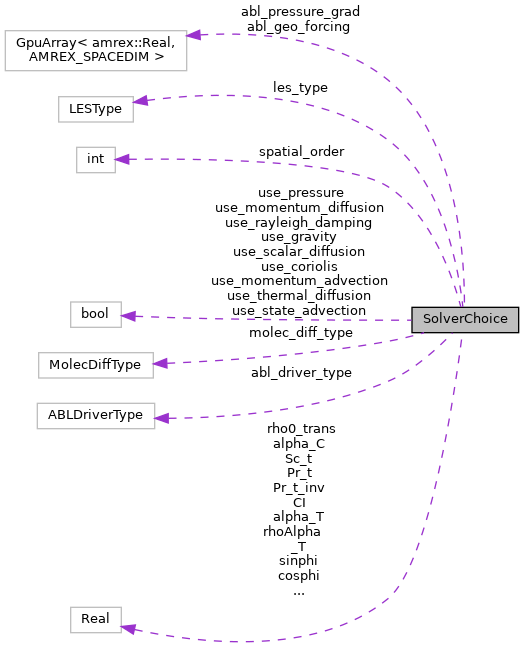 abl_pressure_grad
abl_geo_forcing
GpuArray< amrex::Real,
AMREX_SPACEDIM >
les_type
LESType
spatial_order
int
use_pressure
use_momentum_diffusion
use_rayleigh_damping
use_gravity
use_scalar_diffusion
use_coriolis
use_momentum_advection
use_thermal_diffusion
use_state_advection
bool
SolverChoice
molec_diff_type
MolecDiffType
abl_driver_type
ABLDriverType
rho0_trans
alpha_C
Sc_t
Pr_t
Pr_t_inv
CI
alpha_T
rhoAlpha
_T
sinphi
cosphi
...
Real